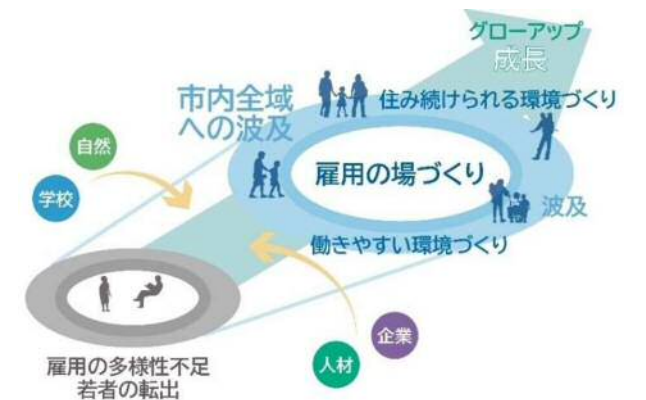 グローアップ
成長
市内全域
への波及
住み続けられる環境づくり
自然
学校
雇用の場づくり
波及
働きやすい環境づくり
企業
人材
雇用の多様性不足
若者の転出